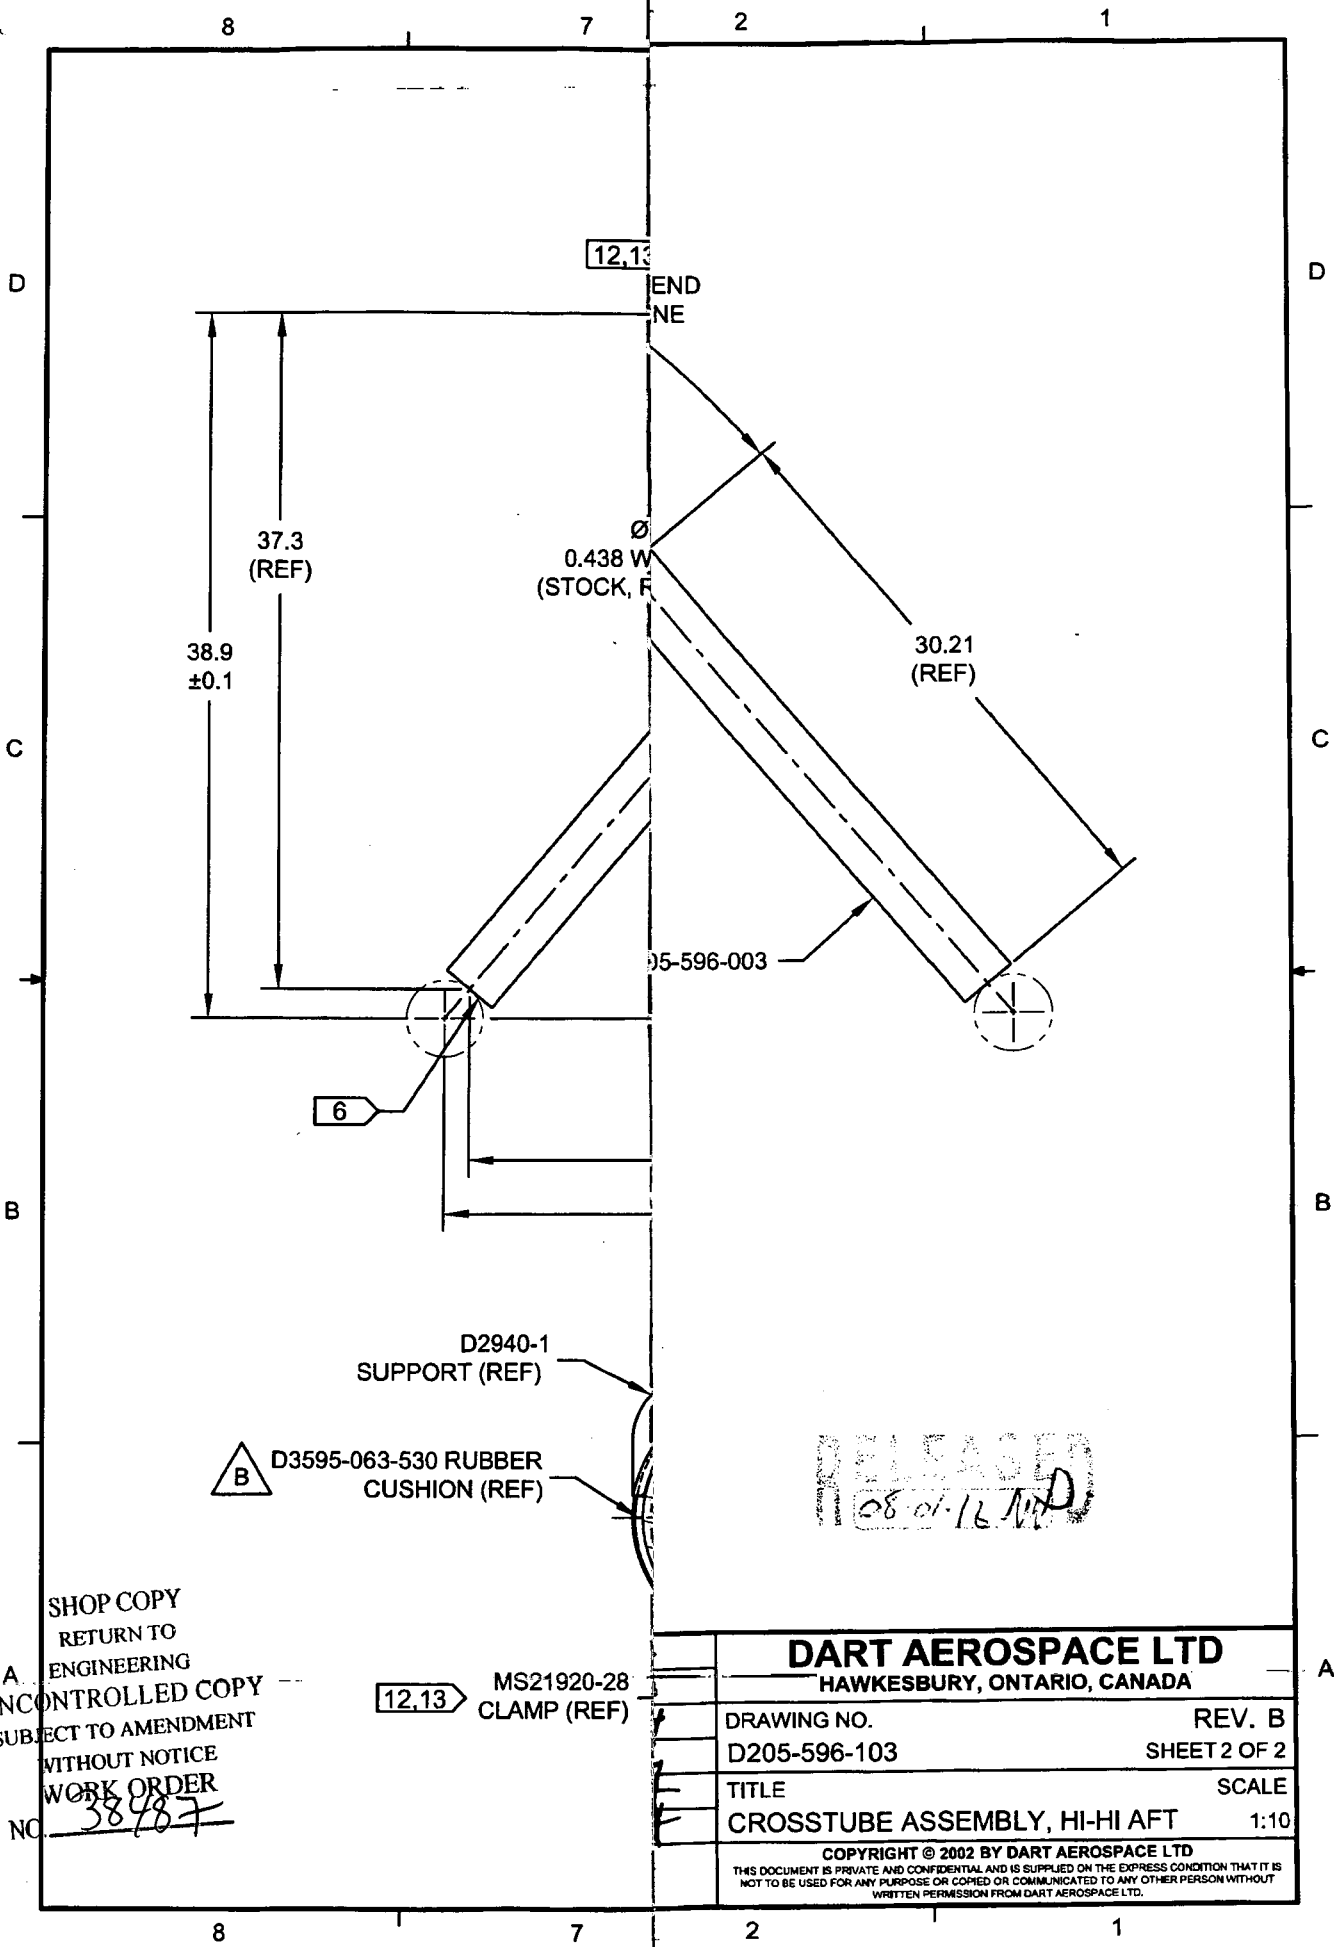 8 7 2 1
D D
12,13
END
NE
37.3
(REF)
Ø
0.438 W
(STOCK,
38.9
±0.1
30.21
(REF)
C C
05-596-003
6
B B
D2940-1
SUPPORT (REF)
B
D3595-063-530 RUBBER
CUSHION (REF)
RELEASED
08-01-16
SHOP COPY
RETURN TO
ENGINEERING
NCONTROLLED COPY
SUBJECT TO AMENDMENT
WITHOUT NOTICE
WORK ORDER
NO. 38487
A A
12,13
MS21920-28
CLAMP (REF)
DART AEROSPACE LTD
HAWKESBURY, ONTARIO, CANADA
DRAWING NO. REV. B
D205-596-103 SHEET 2 OF 2
TITLE SCALE
CROSSTUBE ASSEMBLY, HI-HI AFT 1:10
COPYRIGHT © 2002 BY DART AEROSPACE LTD
THIS DOCUMENT IS PRIVATE AND CONFIDENTIAL AND IS SUPPLIED ON THE EXPRESS CONDITION THAT IT IS
NOT TO BE USED FOR ANY PURPOSE OR COPIED OR COMMUNICATED TO ANY OTHER PERSON WITHOUT
WRITTEN PERMISSION FROM DART AEROSPACE LTD.
8 7 2 1